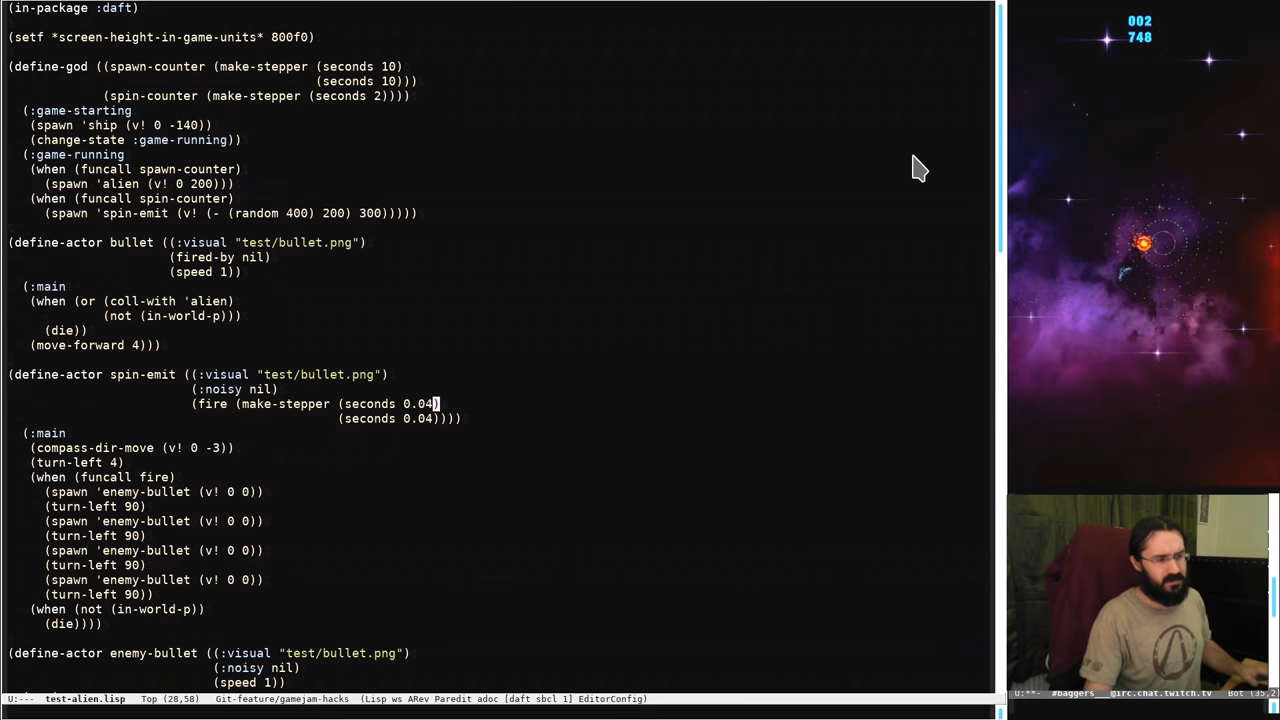 (in-package :daft)
(setf *screen-height-in-game-units* 800f0)
(define-god ((spawn-counter (make-stepper (seconds 10)
(seconds 10)))
(spin-counter (make-stepper (seconds 2))))
(:game-starting
(spawn 'ship (v! 0 -140))
(change-state :game-running))
(:game-running
(when (funcall spawn-counter)
(spawn 'alien (v! 0 200)))
(when (funcall spin-counter)
(spawn 'spin-emit (v! (- (random 400) 200) 300)))))
(define-actor bullet ((:visual "test/bullet.png")
(fired-by nil)
(speed 1))
(:main
(when (or (coll-with 'alien)
(not (in-world-p)))
(die))
(move-forward 4)))
(define-actor spin-emit ((:visual "test/bullet.png")
(:noisy nil)
(fire (make-stepper (seconds 0.04)
(seconds 0.04))))
(:main
(compass-dir-move (v! 0 -3))
(turn-left 4)
(when (funcall fire)
(spawn 'enemy-bullet (v! 0 0))
(turn-left 90)
(spawn 'enemy-bullet (v! 0 0))
(turn-left 90)
(spawn 'enemy-bullet (v! 0 0))
(turn-left 90)
(spawn 'enemy-bullet (v! 0 0))
(turn-left 90))
(when (not (in-world-p))
(die))))
(define-actor enemy-bullet ((:visual "test/bullet.png")
(:noisy nil)
(speed 1))
U:--- test-alien.lisp Top (28,58) Git-feature/gamejam-hacks (Lisp ws ARev Paredit adoc [daft sbcl 1] EditorConfig)
002
748
U:**- #baggers___@irc.chat.twitch.tv Bot (35,2